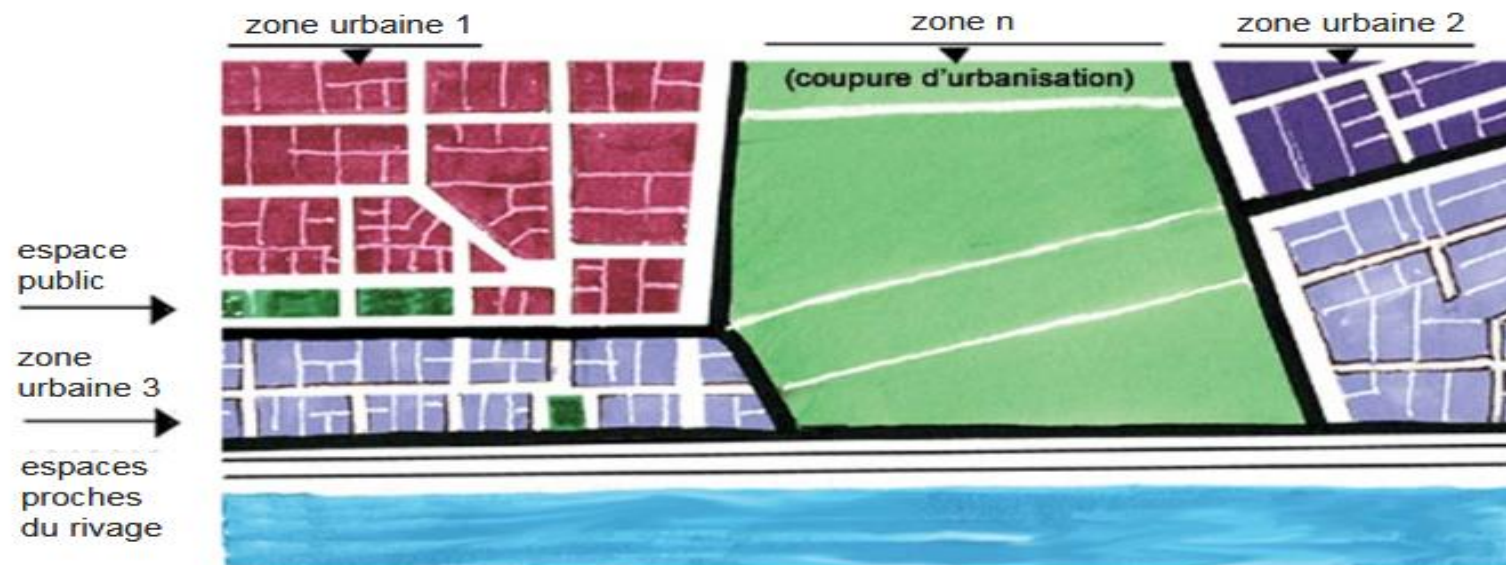 zone urbaine 1
zone n
zone urbaine 2
(coupure d'urbanisation)
espace
public
zone
urbaine 3
espaces
proches
du rivage